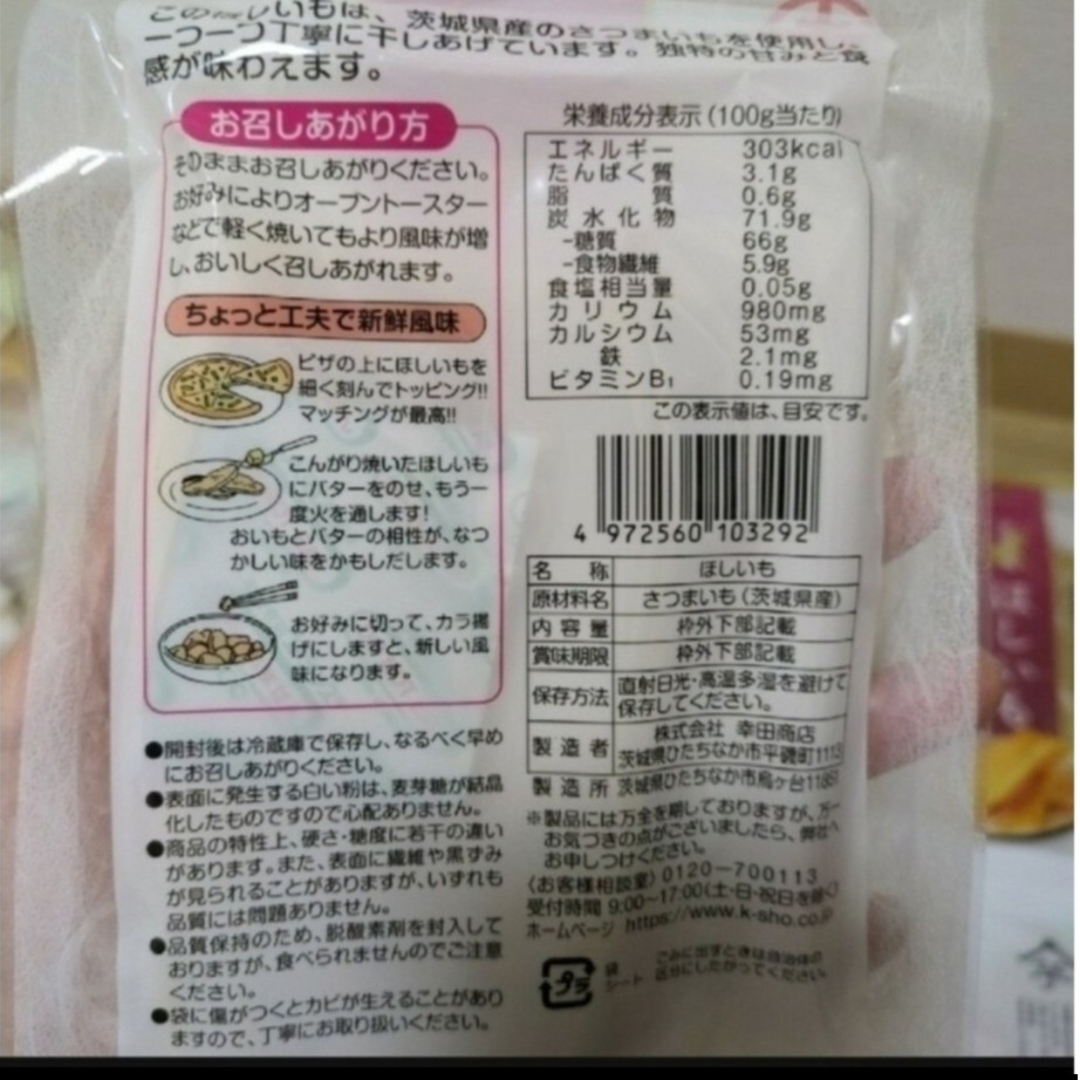 このほしいもは、茨城県産のさつまいもを使用し、
一つ一つ丁寧に干しあげています。独特の甘みと食
感が味わえます。
お召しあがり方
そのままお召しあがりください。
お好みによりオーブントースター
などで軽く焼いてもより風味が増
し、おいしく召しあがれます。
ちょっと工夫で新鮮風味
ピザの上にほしいもを
細く刻んでトッピング!!
マッチングが最高!!
こんがり焼いたほしいも
にバターをのせ、もう一
度火を通します!
おいもとバターの相性が、なつ
かしい味をかもしだします。
お好みに切って、カラ揚
げにしますと、新しい風
味になります。
●開封後は冷蔵庫で保存し、なるべく早め
にお召しあがりください。
●表面に発生する白い粉は、麦芽糖が結晶
化したものですので心配ありません。
●商品の特性上、硬さ・糖度に若干の違い
があります。また、表面に繊維や黒ずみ
が見られることがありますが、いずれも
品質には問題ありません。
●品質保持のため、脱酸素剤を封入して
おりますが、食べられませんのでご注意
ください。
●袋に傷がつくとカビが生えることがあり
ますので、丁寧にお取り扱いください。
栄養成分表示(100g当たり)
エネルギー 303kcal
たんぱく質 3.1g
脂質 0.6g
炭水化物 71.9g
-糖質 66g
-食物繊維 5.9g
食塩相当量 0.05g
カリウム 980mg
カルシウム 53mg
鉄 2.1mg
ビタミンB₁ 0.19mg
この表示値は、目安です。
4 972560 103292
名称 ほしいも
原材料名 さつまいも(茨城県産)
内容量 枠外下部記載
賞味期限 枠外下部記載
保存方法 直射日光・高温多湿を避けて
保存してください。
製造者 株式会社 幸田商店
茨城県ひたちなか市平磯町1113
製造所 茨城県ひたちなか市烏ヶ台
※製品には万全を期しておりますが、万一
お気づきの点がございましたら、弊社へ
お申しつけください。
(お客様相談室)0120-700113
受付時間 9:00~17:00(土・日・祝日を除く)
ホームページ https://www.k-sho.co.jp
プラ
袋
シート
ごみに出すときは自治体の
区分にしたがってください
ほしいも